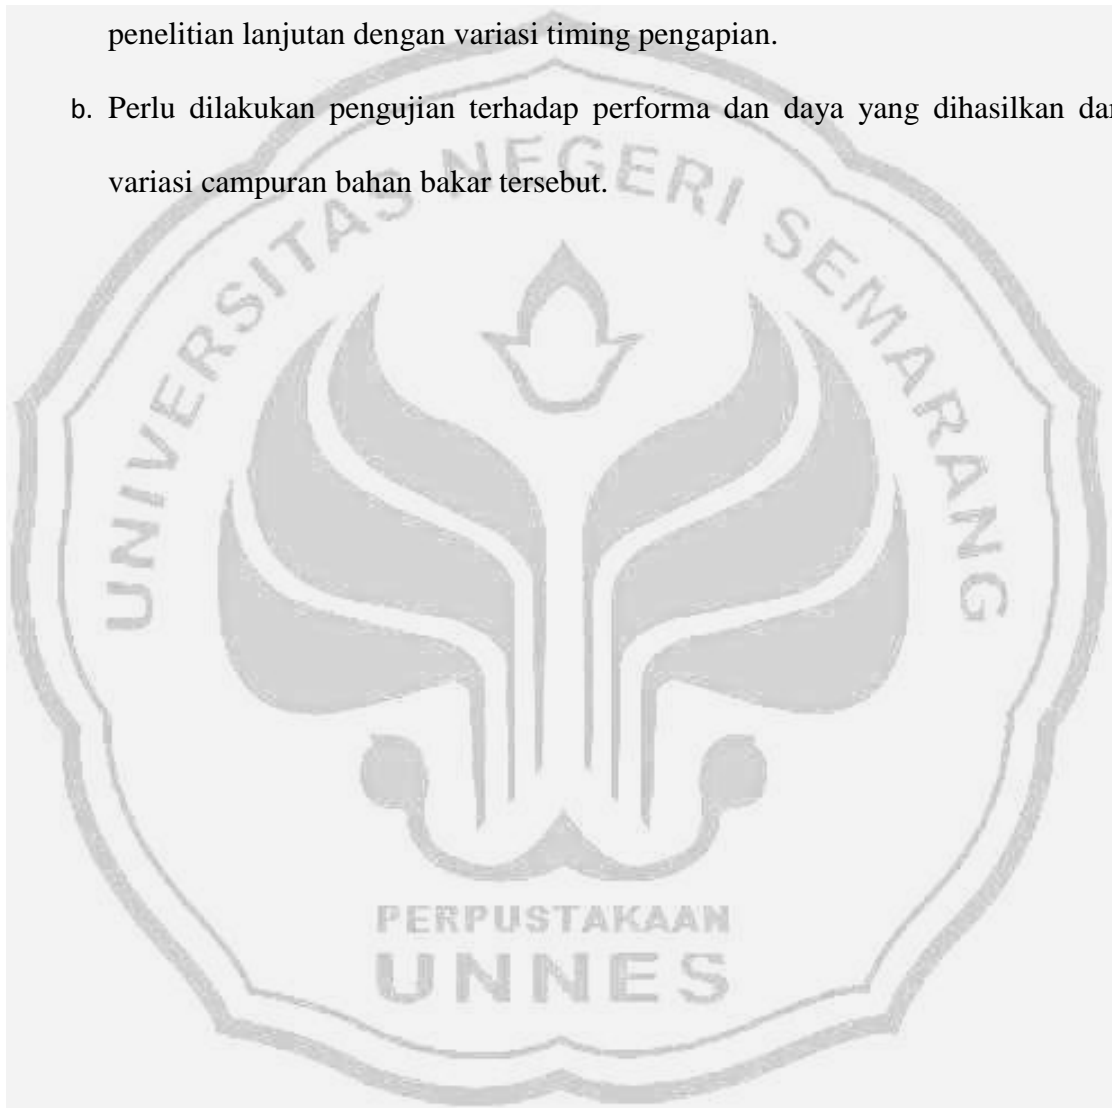 penelitian lanjutan dengan variasi timing pengapian.
b. Perlu dilakukan pengujian terhadap performa dan daya yang dihasilkan dari
variasi campuran bahan bakar tersebut.
UNIVERSITAS NEGERI SEMARANG
PERPUSTAKAAN
UNNES